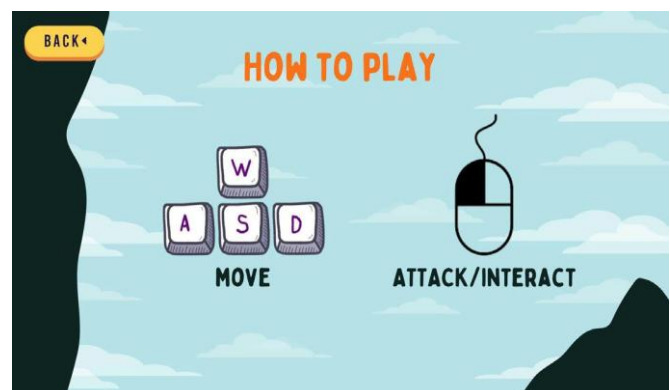 BACK
HOW TO PLAY
W
A S D
MOVE
ATTACK/INTERACT